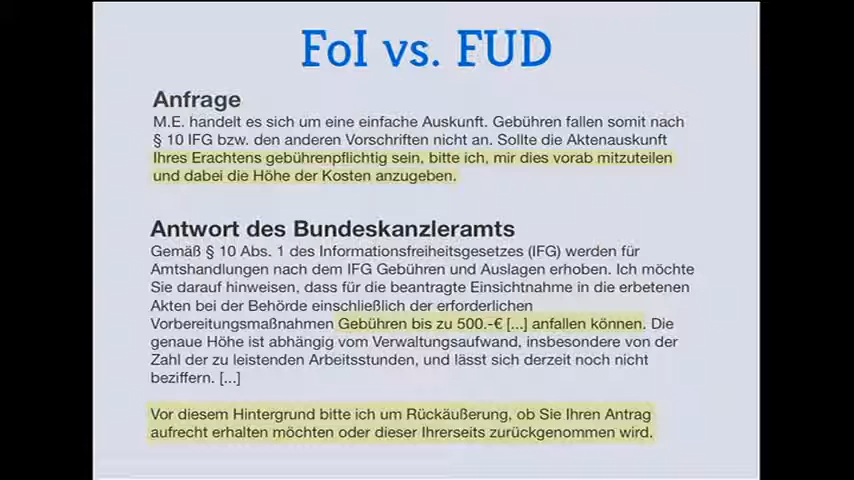 FoI vs. FUD
Anfrage
M.E. handelt es sich um eine einfache Auskunft. Gebühren fallen somit nach
§ 10 IFG bzw. den anderen Vorschriften nicht an. Sollte die Aktenauskunft
Ihres Erachtens gebührenpflichtig sein, bitte ich, mir dies vorab mitzuteilen
und dabei die Höhe der Kosten anzugeben.
Antwort des Bundeskanzleramts
Gemäß § 10 Abs. 1 des Informationsfreiheitsgesetzes (IFG) werden für
Amtshandlungen nach dem IFG Gebühren und Auslagen erhoben. Ich möchte
Sie darauf hinweisen, dass für die beantragte Einsichtnahme in die erbetenen
Akten bei der Behörde einschließlich der erforderlichen
Vorbereitungsmaßnahmen Gebühren bis zu 500.-€ [...] anfallen können. Die
genaue Höhe ist abhängig vom Verwaltungsaufwand, insbesondere von der
Zahl der zu leistenden Arbeitsstunden, und lässt sich derzeit noch nicht
beziffern. [...]
Vor diesem Hintergrund bitte ich um Rückäußerung, ob Sie Ihren Antrag
aufrecht erhalten möchten oder dieser Ihrerseits zurückgenommen wird.